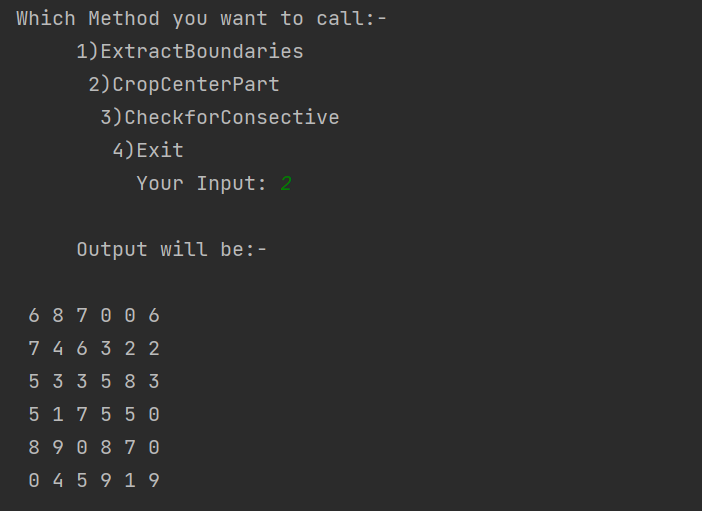 Which Method you want to call:-
1)ExtractBoundaries
2)CropCenterPart
3)CheckforConsective
4)Exit
Your Input: 2
Output will be:-
6 8 7 0 0 6
7 4 6 3 2 2
5 3 3 5 8 3
5 1 7 5 5 0
8 9 0 8 7 0
0 4 5 9 1 9